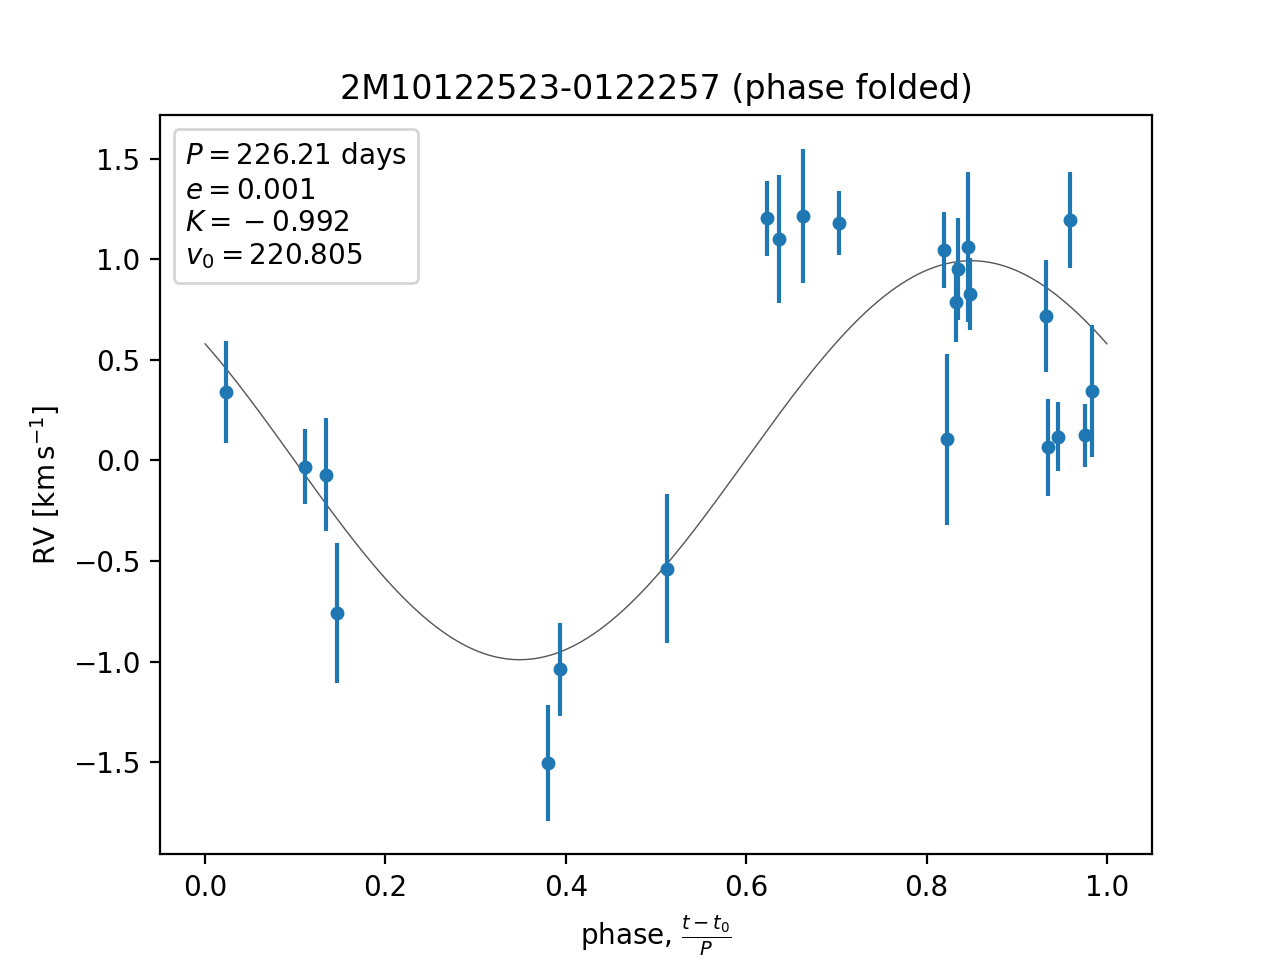 2M10122523-0122257 (phase folded)
P = 226.21 days
e = 0.001
K = −0.992
v₀ = 220.805
RV [km s⁻¹]
1.5
1.0
0.5
0.0
−0.5
−1.0
−1.5
0.0 0.2 0.4 0.6 0.8 1.0
phase, (t − t₀)/P